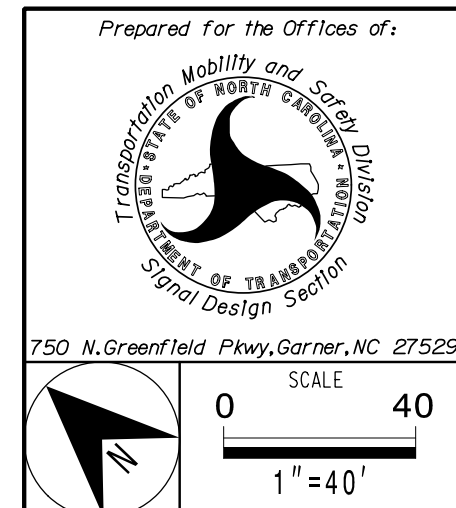 Prepared for the Offices of:
Transportation Mobility and Safety Division
STATE OF NORTH CAROLINA
DEPARTMENT OF TRANSPORTATION
Signal Design Section
750 N.Greenfield Pkwy,Garner,NC 27529
SCALE
0 40
N
1"=40'